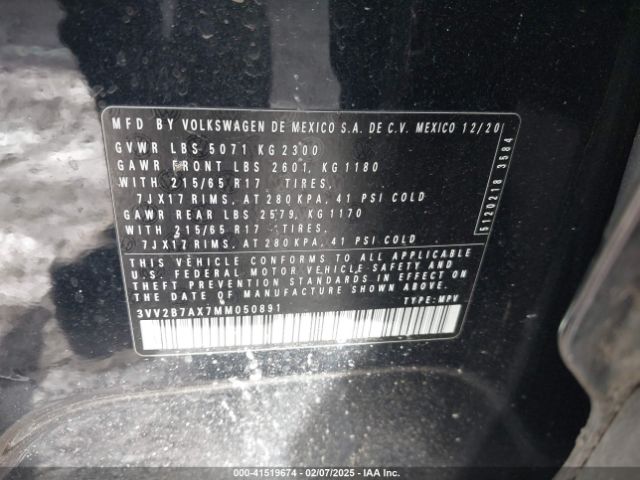 MFD BY VOLKSWAGEN DE MEXICO S.A. DE C.V. MEXICO 12/20
GVWR LBS 5071 KG 2300
GAWR FRONT LBS 2601, KG 1180
WITH 215/65 R17 TIRES,
7JX17 RIMS, AT 280 KPA, 41 PSI COLD
GAWR REAR LBS 2579, KG 1170
WITH 215/65 R17 TIRES,
7JX17 RIMS, AT 280 KPA, 41 PSI COLD
THIS VEHICLE CONFORMS TO ALL APPLICABLE
U.S. FEDERAL MOTOR VEHICLE SAFETY AND
THEFT PREVENTION STANDARDS IN EFFECT ON
THE DATE OF MANUFACTURE SHOWN ABOVE.
3VV2B7AX7MM050891 TYPE: MPV
5120218 3584
000-41519674 - 02/07/2025 - IAA Inc.